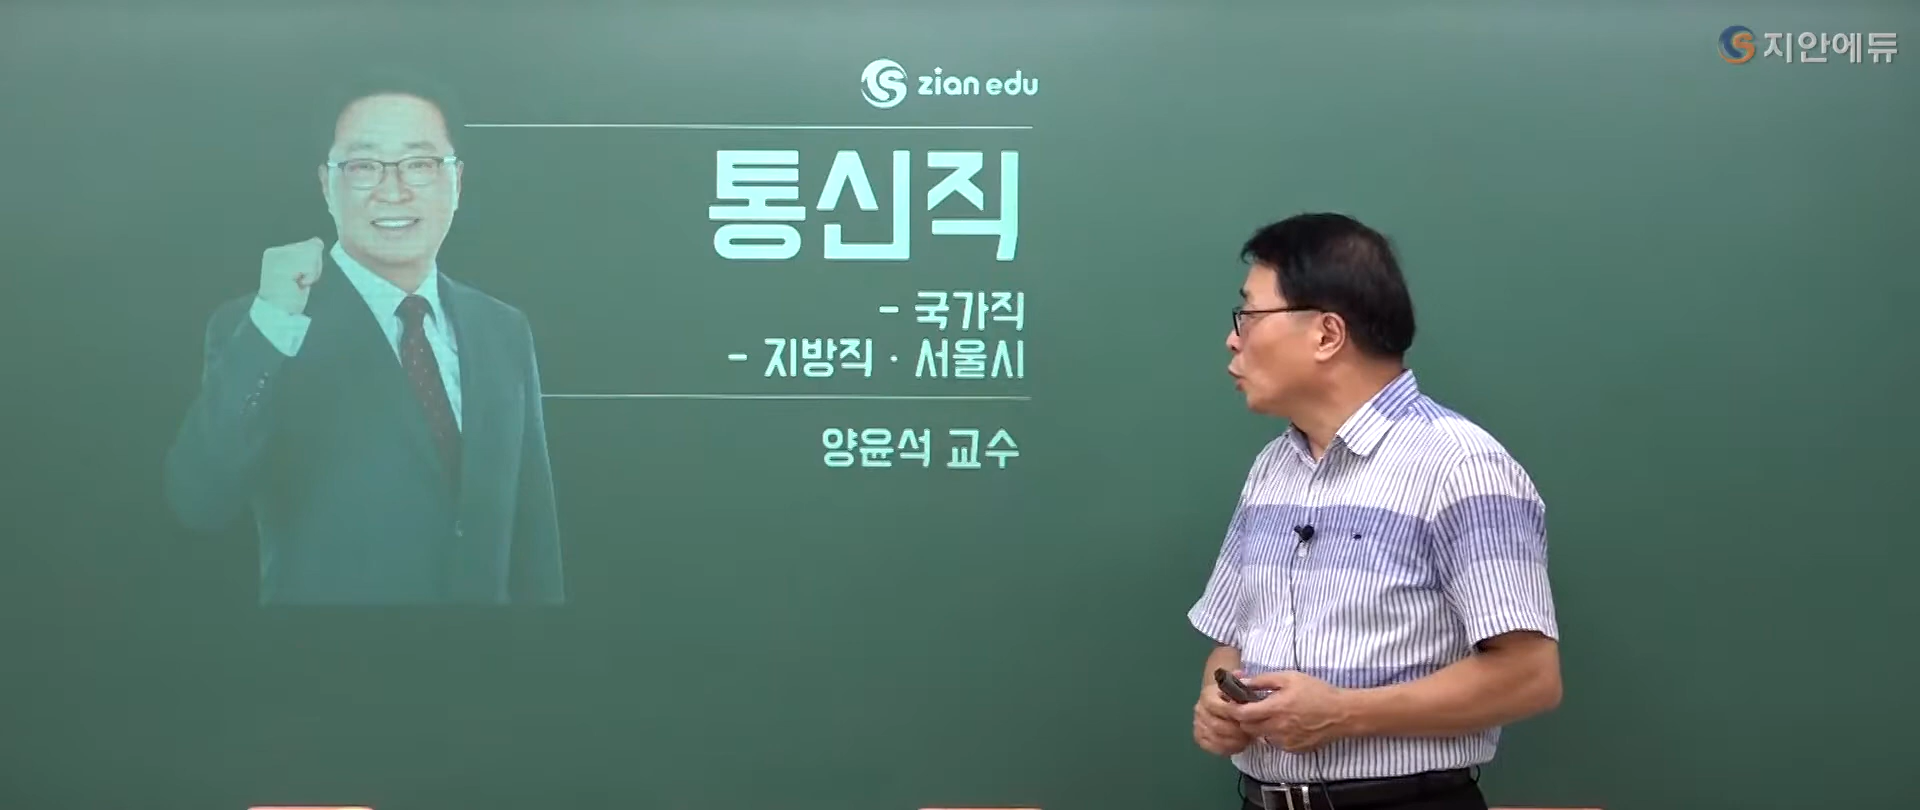 지안에듀
zian edu
통신직
- 국가직
- 지방직 · 서울시
양윤석 교수